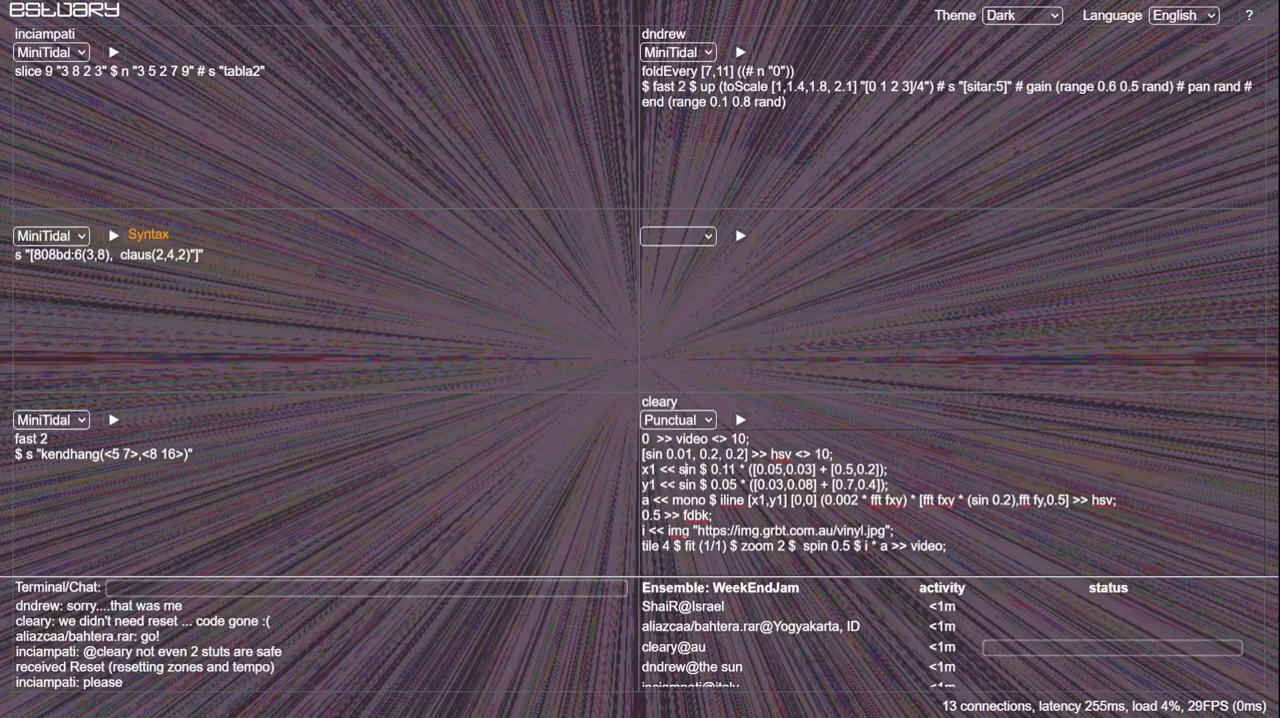 estuary
Theme Dark Language English ?
inciampati
MiniTidal
slice 9 "3 8 2 3" $ n "3 5 2 7 9" # s "tabla2"
dndrew
MiniTidal
foldEvery [7,11] ((# n "0"))
$ fast 2 $ up (toScale [1,1.4,1.8, 2.1] "[0 1 2 3]/4") # s "[sitar:5]" # gain (range 0.6 0.5 rand) # pan rand #
end (range 0.1 0.8 rand)
MiniTidal Syntax
s "[808bd:6(3,8),  claus(2,4,2)"]"
MiniTidal
fast 2
$ s "kendhang(<5 7>,<8 16>)"
cleary
Punctual
0  >> video <> 10;
[sin 0.01, 0.2, 0.2] >> hsv <> 10;
x1 << sin $ 0.11 * ([0.05,0.03] + [0.5,0.2]);
y1 << sin $ 0.05 * ([0.03,0.08] + [0.7,0.4]);
a << mono $ iline [x1,y1] [0,0] (0.002 * fft fxy) * [fft fxy * (sin 0.2),fft fy,0.5] >> hsv;
0.5 >> fdbk;
i << img "https://img.grbt.com.au/vinyl.jpg";
tile 4 $ fit (1/1) $ zoom 2 $  spin 0.5 $ i * a >> video;
Terminal/Chat:
dndrew: sorry....that was me
cleary: we didn't need reset ... code gone :(
aliazcaa/bahtera.rar: go!
inciampati: @cleary not even 2 stuts are safe
received Reset (resetting zones and tempo)
inciampati: please
Ensemble: WeekEndJam activity status
ShaiR@Israel <1m
aliazcaa/bahtera.rar@Yogyakarta, ID <1m
cleary@au <1m
dndrew@the sun <1m
inciampati@italy <1m
13 connections, latency 255ms, load 4%, 29FPS (0ms)